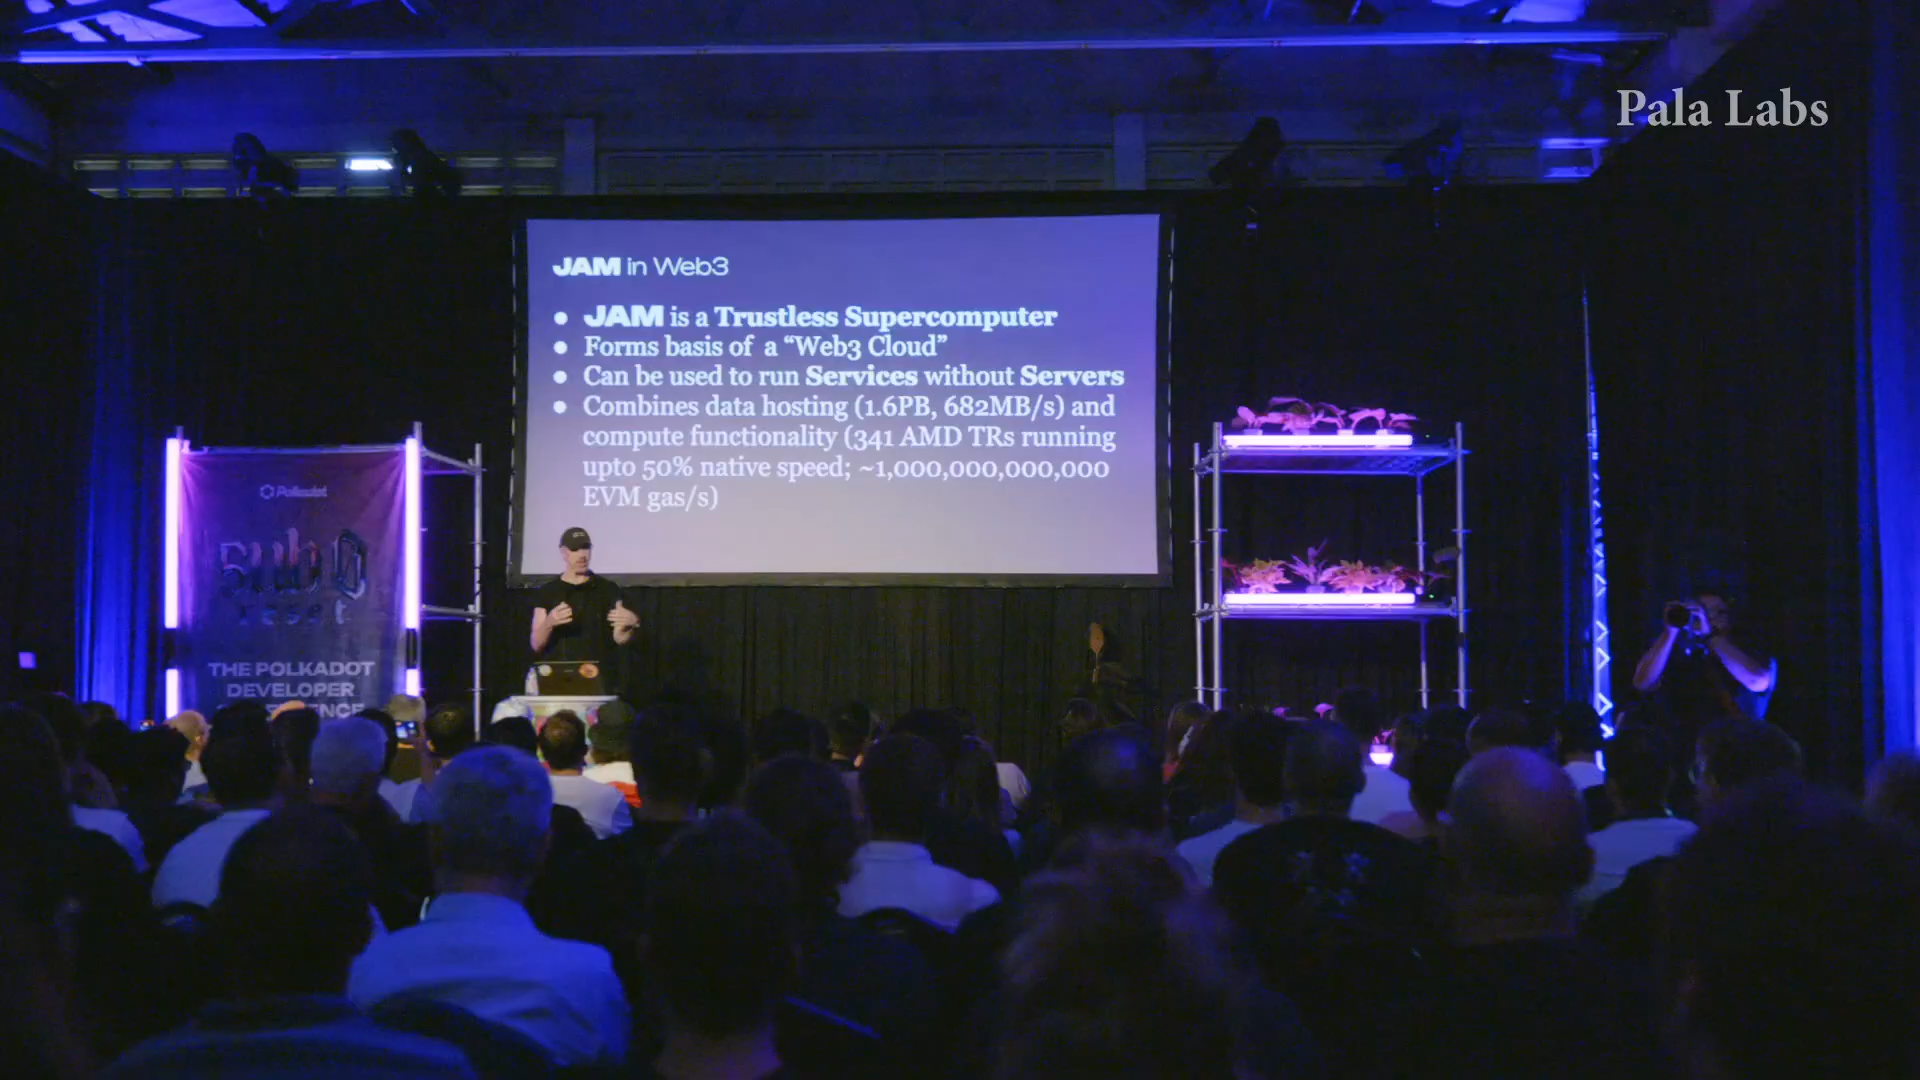 Pala Labs
JAM in Web3
JAM is a Trustless Supercomputer
Forms basis of a “Web3 Cloud”
Can be used to run Services without Servers
Combines data hosting (1.6PB, 682MB/s) and
compute functionality (341 AMD TRs running
upto 50% native speed; ~1,000,000,000,000
EVM gas/s)
Polkadot
sub0
reset
THE POLKADOT
DEVELOPER